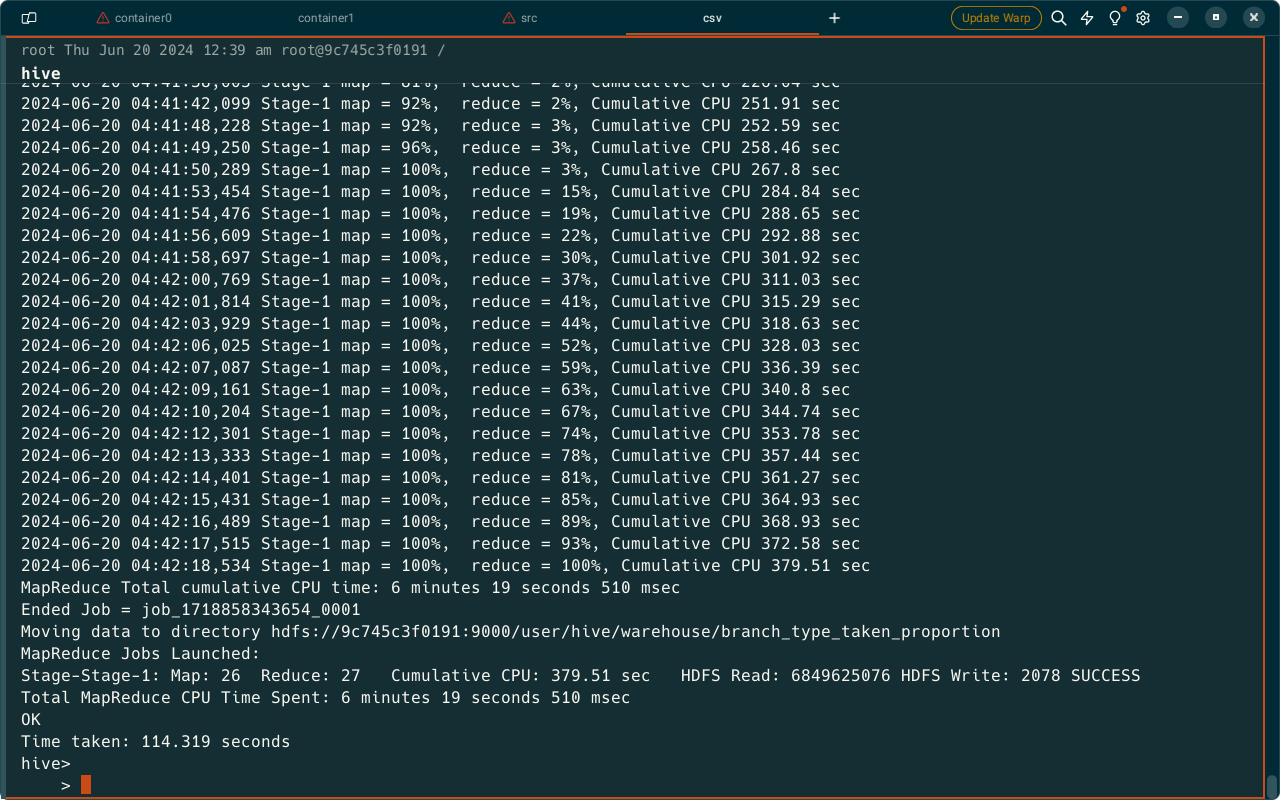 container0 container1 src csv + Update Warp
root Thu Jun 20 2024 12:39 am root@9c745c3f0191 /
hive
2024-06-20 04:41:42,099 Stage-1 map = 92%,  reduce = 2%, Cumulative CPU 251.91 sec
2024-06-20 04:41:48,228 Stage-1 map = 92%,  reduce = 3%, Cumulative CPU 252.59 sec
2024-06-20 04:41:49,250 Stage-1 map = 96%,  reduce = 3%, Cumulative CPU 258.46 sec
2024-06-20 04:41:50,289 Stage-1 map = 100%,  reduce = 3%, Cumulative CPU 267.8 sec
2024-06-20 04:41:53,454 Stage-1 map = 100%,  reduce = 15%, Cumulative CPU 284.84 sec
2024-06-20 04:41:54,476 Stage-1 map = 100%,  reduce = 19%, Cumulative CPU 288.65 sec
2024-06-20 04:41:56,609 Stage-1 map = 100%,  reduce = 22%, Cumulative CPU 292.88 sec
2024-06-20 04:41:58,697 Stage-1 map = 100%,  reduce = 30%, Cumulative CPU 301.92 sec
2024-06-20 04:42:00,769 Stage-1 map = 100%,  reduce = 37%, Cumulative CPU 311.03 sec
2024-06-20 04:42:01,814 Stage-1 map = 100%,  reduce = 41%, Cumulative CPU 315.29 sec
2024-06-20 04:42:03,929 Stage-1 map = 100%,  reduce = 44%, Cumulative CPU 318.63 sec
2024-06-20 04:42:06,025 Stage-1 map = 100%,  reduce = 52%, Cumulative CPU 328.03 sec
2024-06-20 04:42:07,087 Stage-1 map = 100%,  reduce = 59%, Cumulative CPU 336.39 sec
2024-06-20 04:42:09,161 Stage-1 map = 100%,  reduce = 63%, Cumulative CPU 340.8 sec
2024-06-20 04:42:10,204 Stage-1 map = 100%,  reduce = 67%, Cumulative CPU 344.74 sec
2024-06-20 04:42:12,301 Stage-1 map = 100%,  reduce = 74%, Cumulative CPU 353.78 sec
2024-06-20 04:42:13,333 Stage-1 map = 100%,  reduce = 78%, Cumulative CPU 357.44 sec
2024-06-20 04:42:14,401 Stage-1 map = 100%,  reduce = 81%, Cumulative CPU 361.27 sec
2024-06-20 04:42:15,431 Stage-1 map = 100%,  reduce = 85%, Cumulative CPU 364.93 sec
2024-06-20 04:42:16,489 Stage-1 map = 100%,  reduce = 89%, Cumulative CPU 368.93 sec
2024-06-20 04:42:17,515 Stage-1 map = 100%,  reduce = 93%, Cumulative CPU 372.58 sec
2024-06-20 04:42:18,534 Stage-1 map = 100%,  reduce = 100%, Cumulative CPU 379.51 sec
MapReduce Total cumulative CPU time: 6 minutes 19 seconds 510 msec
Ended Job = job_1718858343654_0001
Moving data to directory hdfs://9c745c3f0191:9000/user/hive/warehouse/branch_type_taken_proportion
MapReduce Jobs Launched:
Stage-Stage-1: Map: 26  Reduce: 27   Cumulative CPU: 379.51 sec   HDFS Read: 6849625076 HDFS Write: 2078 SUCCESS
Total MapReduce CPU Time Spent: 6 minutes 19 seconds 510 msec
OK
Time taken: 114.319 seconds
hive>
    >